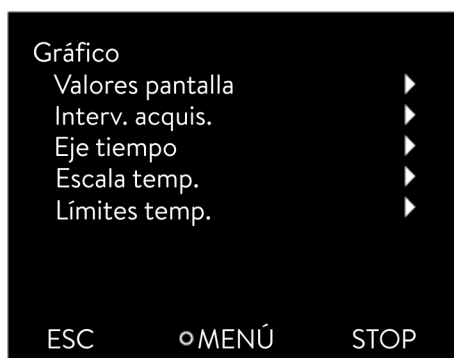 Gráfico
Valores pantalla
Interv. acquis.
Eje tiempo
Escala temp.
Límites temp.
ESC MENÚ STOP